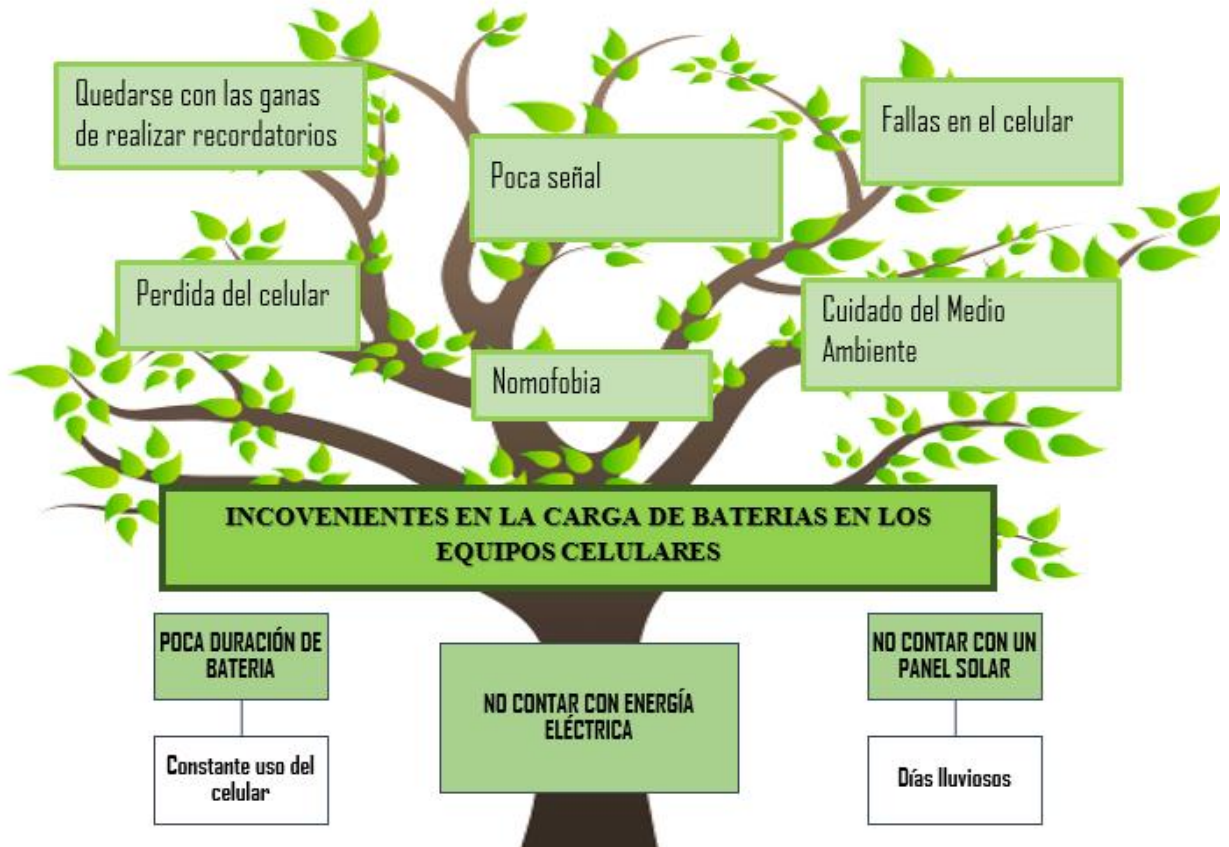 Quedarse con las ganas
de realizar recordatorios
Poca señal
Fallas en el celular
Perdida del celular
Nomofobia
Cuidado del Medio
Ambiente
INCOVENIENTES EN LA CARGA DE BATERIAS EN LOS
EQUIPOS CELULARES
POCA DURACIÓN DE
BATERIA
NO CONTAR CON ENERGÍA
ELÉCTRICA
NO CONTAR CON UN
PANEL SOLAR
Constante uso del
celular
Días lluviosos